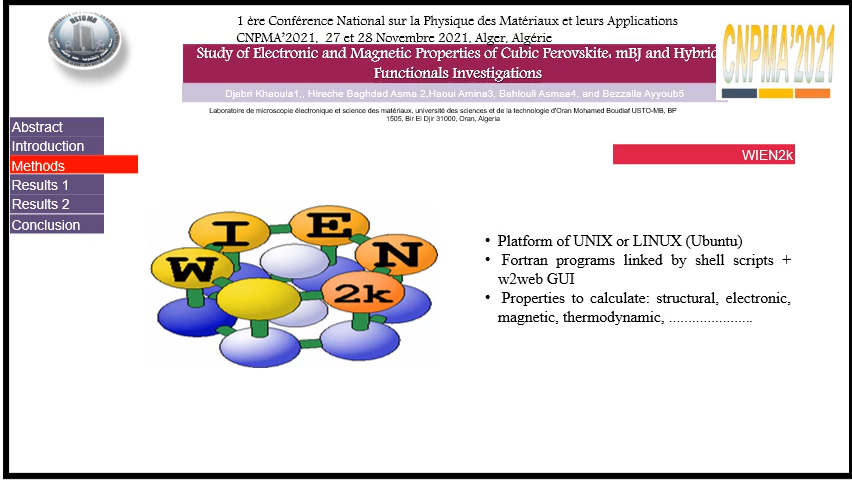 USTOMB
1 ère Conférence National sur la Physique des Matériaux et leurs Applications
CNPMA'2021, 27 et 28 Novembre 2021, Alger, Algérie
Study of Electronic and Magnetic Properties of Cubic Perovskite: mBJ and Hybrid
Functionals Investigations
CNPMA'2021
Djabri Khaoula1,, Hireche Baghdad Asma 2,Haoui Amina3, Bahlouli Asmaa4, and Bezzalla Ayyoub5
Laboratoire de microscopie électronique et science des matériaux, université des sciences et de la technologie d'Oran Mohamed Boudiaf USTO-MB, BP
1505, Bir El Djir 31000, Oran, Algeria
Abstract
Introduction
Methods
Results 1
Results 2
Conclusion
WIEN2k
W I E N
2k
• Platform of UNIX or LINUX (Ubuntu)
• Fortran programs linked by shell scripts +
w2web GUI
• Properties to calculate: structural, electronic,
magnetic, thermodynamic, ......................